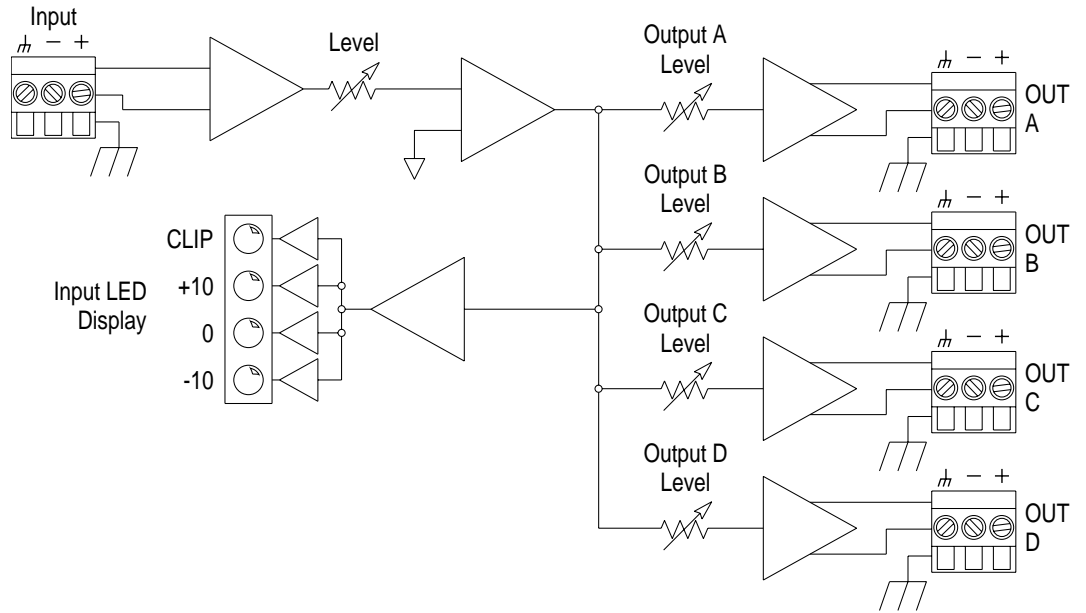 Input
− +
Level
Output A
Level
− +
OUT
A
Output B
Level
− +
OUT
B
CLIP
+10
0
-10
Input LED
Display
Output C
Level
− +
OUT
C
Output D
Level
− +
OUT
D